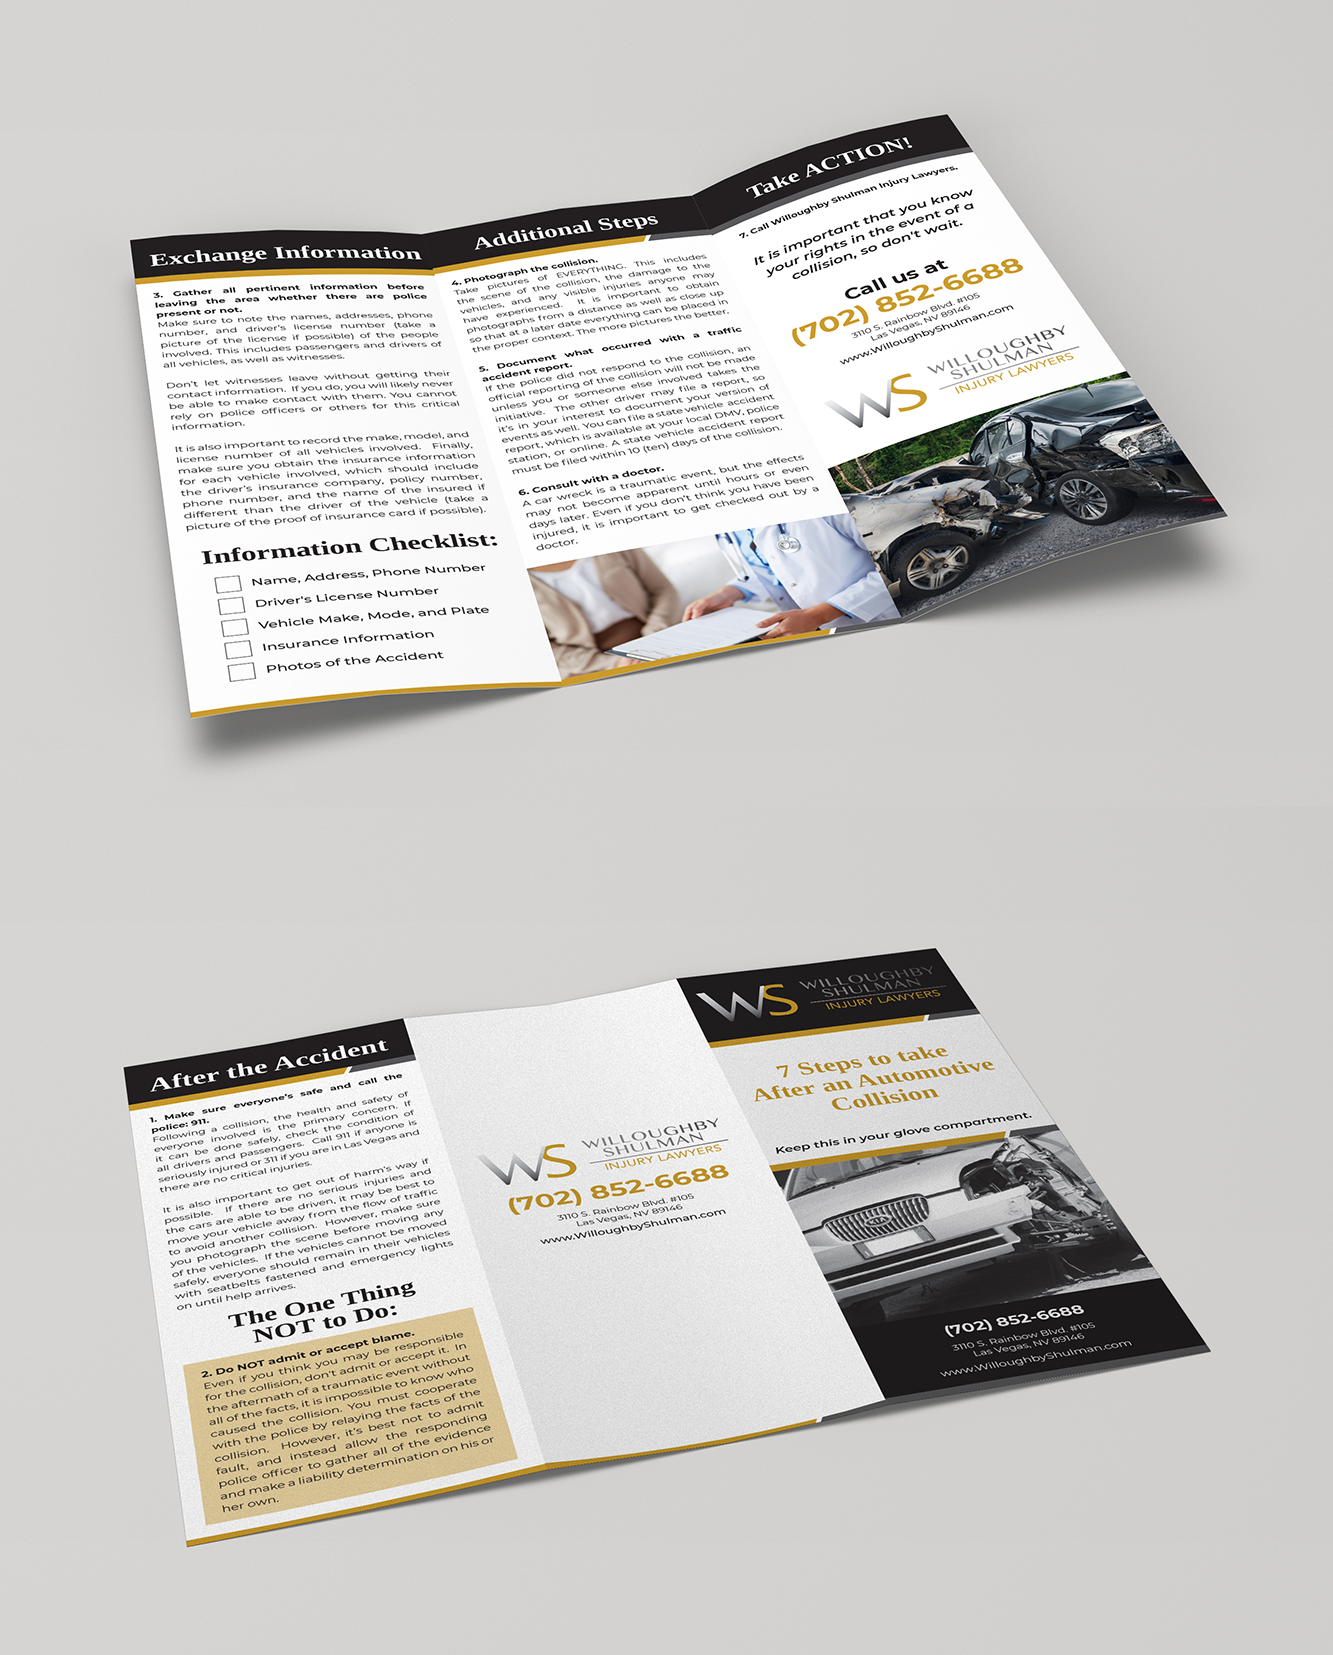 Exchange Information
3. Gather all pertinent information before
leaving the area whether there are police
present or not.
Make sure to note the names, addresses, phone
number, and driver's license number (take a
picture of the license if possible) of the people
involved. This includes passengers and drivers of
all vehicles, as well as witnesses.
Don't let witnesses leave without getting their
contact information. If you do, you will likely never
be able to make contact with them. You cannot
rely on police officers or others for this critical
information.
It is also important to record the make, model, and
license number of all vehicles involved. Finally,
make sure you obtain the insurance information
for each vehicle involved, which should include
the driver's insurance company, policy number,
phone number, and the name of the insured if
different than the driver of the vehicle (take a
picture of the proof of insurance card if possible).
Information Checklist:
Name, Address, Phone Number
Driver's License Number
Vehicle Make, Mode, and Plate
Insurance Information
Photos of the Accident
Additional Steps
4. Photograph the collision.
Take pictures of EVERYTHING. This includes
the scene of the collision, the damage to the
vehicles, and any visible injuries anyone may
have experienced. It is important to obtain
photographs from a distance as well as close up
so that at a later date everything can be placed in
the proper context. The more pictures the better.
5. Document what occurred with a traffic
accident report.
If the police did not respond to the collision, an
official reporting of the collision will not be made
unless you or someone else involved takes the
initiative. The other driver may file a report, so
it's in your interest to document your version of
events as well. You can file a state vehicle accident
report, which is available at your local DMV, police
station, or online. A state vehicle accident report
must be filed within 10 (ten) days of the collision.
6. Consult with a doctor.
A car wreck is a traumatic event, but the effects
may not become apparent until hours or even
days later. Even if you don't think you have been
injured, it is important to get checked out by a
doctor.
Take ACTION!
7. Call Willoughby Shulman Injury Lawyers.
It is important that you know
your rights in the event of a
collision, so don't wait.
Call us at
(702) 852-6688
3110 S. Rainbow Blvd. #105
Las Vegas, NV 89146
www.WilloughbyShulman.com
WS WILLOUGHBY
SHULMAN
INJURY LAWYERS
After the Accident
1. Make sure everyone's safe and call the
police: 911.
Following a collision, the health and safety of
everyone involved is the primary concern. If
it can be done safely, check the condition of
all drivers and passengers. Call 911 if anyone is
seriously injured or 311 if you are in Las Vegas and
there are no critical injuries.
It is also important to get out of harm's way if
possible. If there are no serious injuries and
the cars are able to be driven, it may be best to
move your vehicle away from the flow of traffic
to avoid another collision. However, make sure
you photograph the scene before moving any
of the vehicles. If the vehicles cannot be moved
safely, everyone should remain in their vehicles
with seatbelts fastened and emergency lights
on until help arrives.
The One Thing
NOT to Do:
2. Do NOT admit or accept blame.
Even if you think you may be responsible
for the collision, don't admit or accept it. In
the aftermath of a traumatic event without
all of the facts, it is impossible to know who
caused the collision. You must cooperate
with the police by relaying the facts of the
collision. However, it's best not to admit
fault, and instead allow the responding
police officer to gather all of the evidence
and make a liability determination on his or
her own.
WS WILLOUGHBY
SHULMAN
INJURY LAWYERS
(702) 852-6688
3110 S. Rainbow Blvd. #105
Las Vegas, NV 89146
www.WilloughbyShulman.com
WS WILLOUGHBY
SHULMAN
INJURY LAWYERS
7 Steps to take
After an Automotive
Collision
Keep this in your glove compartment.
KIA
(702) 852-6688
3110 S. Rainbow Blvd. #105
Las Vegas, NV 89146
www.WilloughbyShulman.com